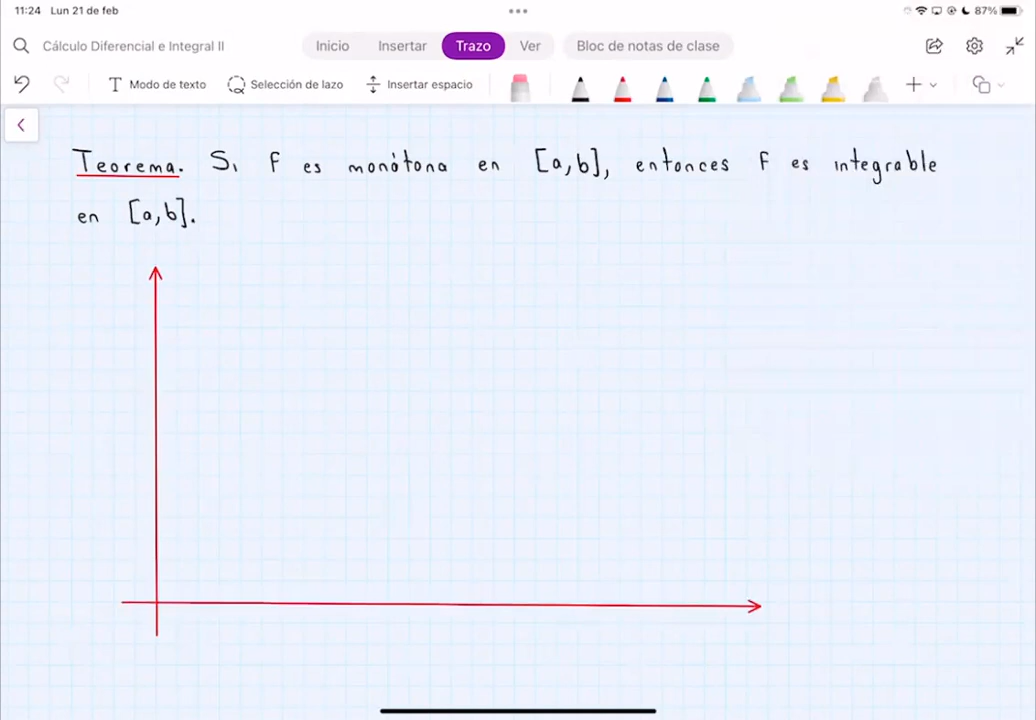 11:24 Lun 21 de feb 87%
Cálculo Diferencial e Integral II Inicio Insertar Trazo Ver Bloc de notas de clase
Modo de texto Selección de lazo Insertar espacio
Teorema. Si f es monótona en [a,b], entonces f es integrable
en [a,b].